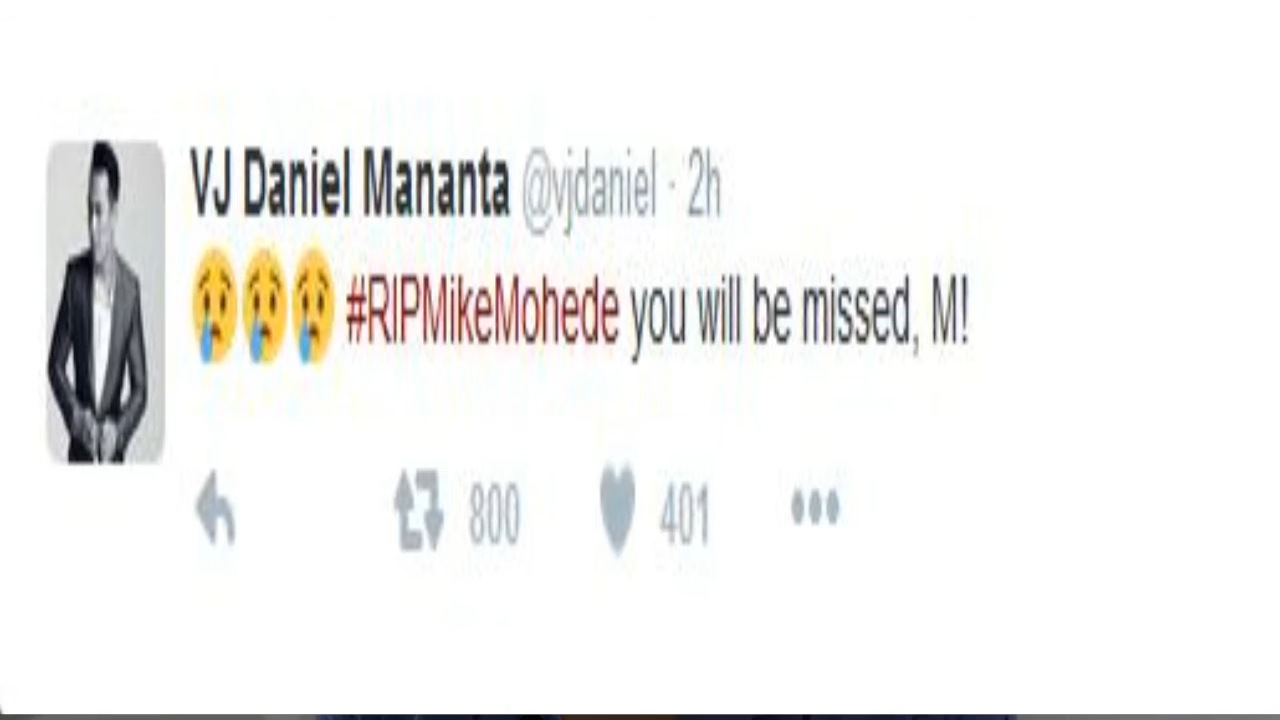 VJ Daniel Mananta @vjdaniel · 2h
😢😢😢 #RIPMikeMohede you will be missed, M!
800 401